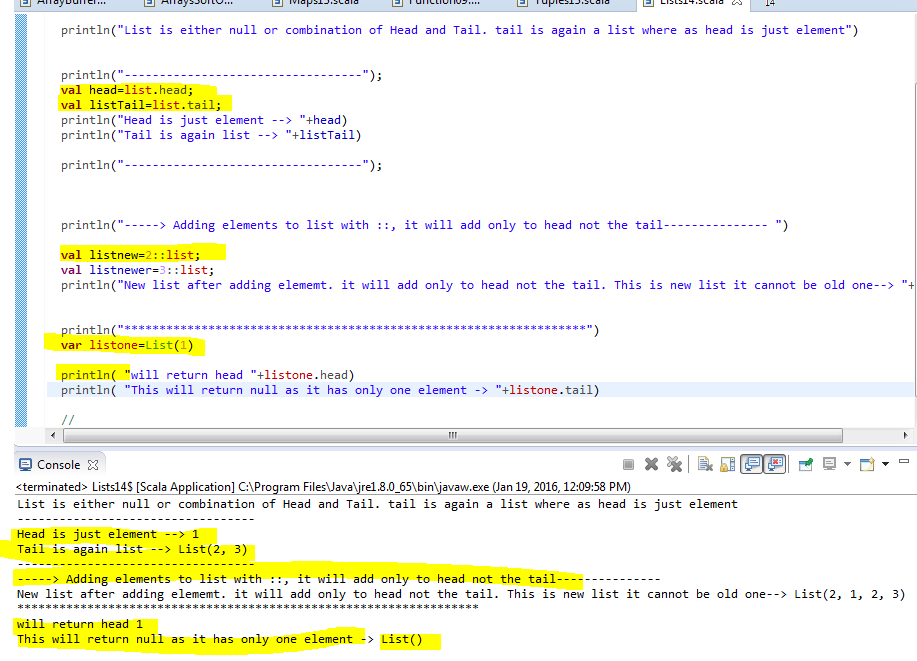 ArrayBuffer... ArraysSortO... Maps13.scala Function09.... Tuples13.scala Lists14.scala 14
println("List is either null or combination of Head and Tail. tail is again a list where as head is just element")
println("--------------------------------");
val head=list.head;
val listTail=list.tail;
println("Head is just element --> "+head)
println("Tail is again list --> "+listTail)
println("--------------------------------");
println("-----> Adding elements to list with ::, it will add only to head not the tail-------------- ")
val listnew=2::list;
val listnewer=3::list;
println("New list after adding elememt. it will add only to head not the tail. This is new list it cannot be old one--> "+
println("**************************************************************")
var listone=List(1)
println( "will return head "+listone.head)
println( "This will return null as it has only one element -> "+listone.tail)
//
Console
<terminated> Lists14$ [Scala Application] C:\Program Files\Java\jre1.8.0_65\bin\javaw.exe (Jan 19, 2016, 12:09:58 PM)
List is either null or combination of Head and Tail. tail is again a list where as head is just element
--------------------------------
Head is just element --> 1
Tail is again list --> List(2, 3)
--------------------------------
-----> Adding elements to list with ::, it will add only to head not the tail--------------
New list after adding elememt. it will add only to head not the tail. This is new list it cannot be old one--> List(2, 1, 2, 3)
**************************************************************
will return head 1
This will return null as it has only one element -> List()